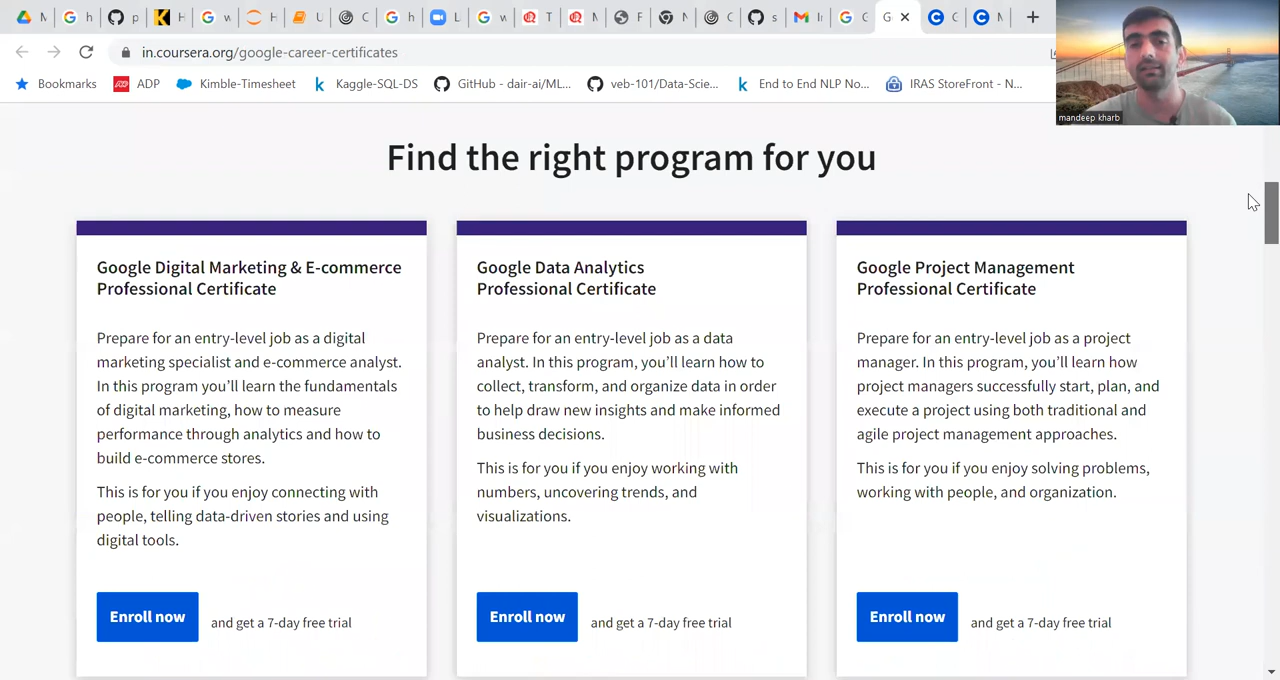 in.coursera.org/google-career-certificates
Bookmarks
ADP
Kimble-Timesheet
Kaggle-SQL-DS
GitHub - dair-ai/ML...
veb-101/Data-Scie...
End to End NLP No...
IRAS StoreFront - N...
mandeep kharb
Find the right program for you
Google Digital Marketing & E-commerce
Professional Certificate
Prepare for an entry-level job as a digital
marketing specialist and e-commerce analyst.
In this program you’ll learn the fundamentals
of digital marketing, how to measure
performance through analytics and how to
build e-commerce stores.
This is for you if you enjoy connecting with
people, telling data-driven stories and using
digital tools.
Enroll now
and get a 7-day free trial
Google Data Analytics
Professional Certificate
Prepare for an entry-level job as a data
analyst. In this program, you’ll learn how to
collect, transform, and organize data in order
to help draw new insights and make informed
business decisions.
This is for you if you enjoy working with
numbers, uncovering trends, and
visualizations.
Enroll now
and get a 7-day free trial
Google Project Management
Professional Certificate
Prepare for an entry-level job as a project
manager. In this program, you’ll learn how
project managers successfully start, plan, and
execute a project using both traditional and
agile project management approaches.
This is for you if you enjoy solving problems,
working with people, and organization.
Enroll now
and get a 7-day free trial